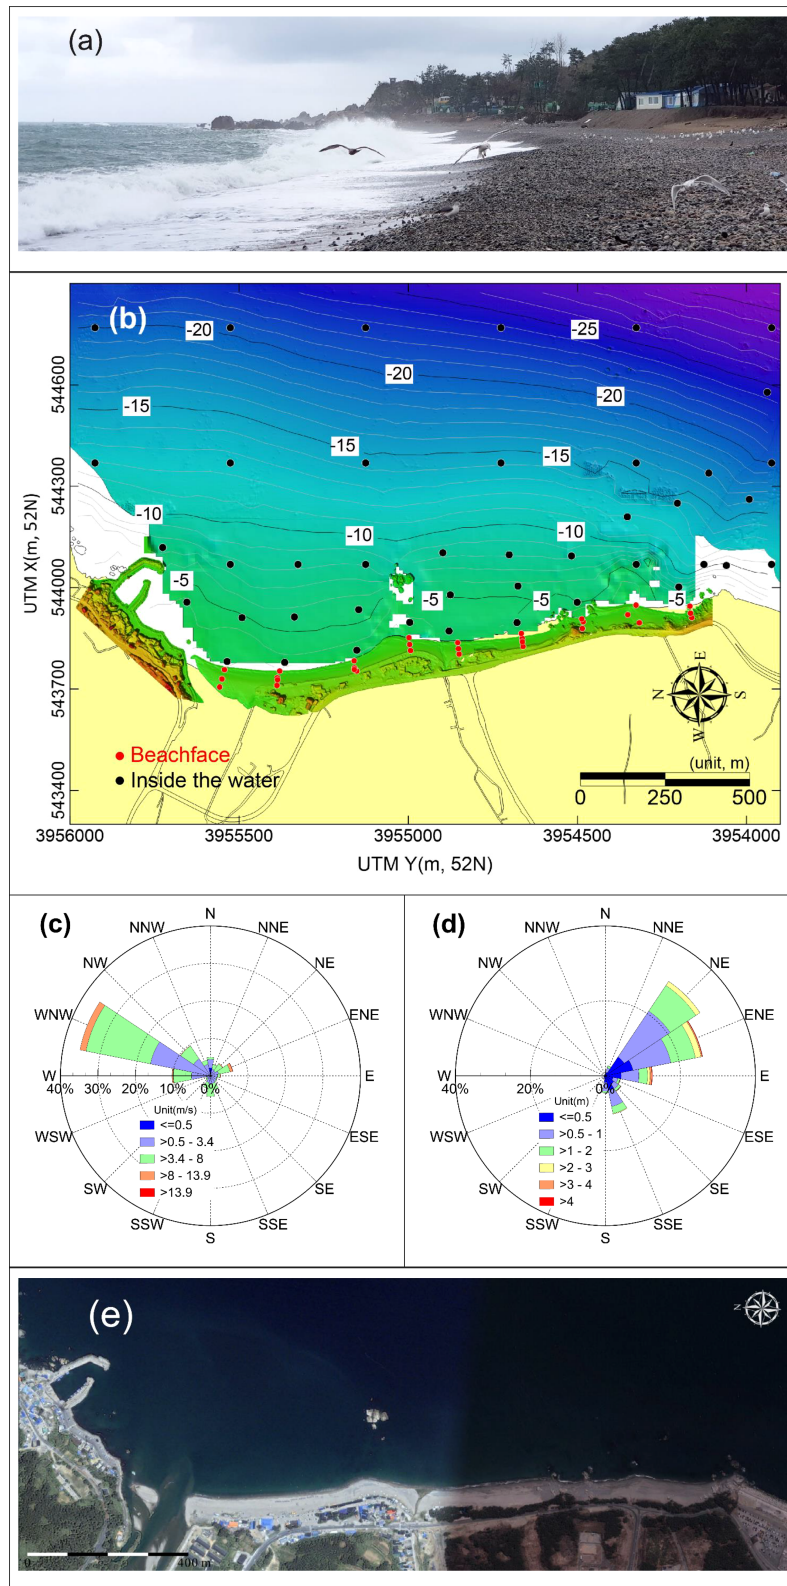 (a)
(b)
-20
-25
-20
-20
-15
-15
-15
-10
-10
-10
-5
-5
-5
-5
544600
544300
544000
543700
543400
UTM X(m, 52N)
N E S W
Beachface
Inside the water
(unit, m)
0 250 500
3956000 3955500 3955000 3954500 3954000
UTM Y(m, 52N)
(c)
N
NNW NNE
NW NE
WNW ENE
W E
40% 30% 20% 10% 0%
WSW ESE
SW SE
SSW SSE
S
Unit(m/s)
<=0.5
>0.5 - 3.4
>3.4 - 8
>8 - 13.9
>13.9
(d)
N
NNW NNE
NW NE
WNW ENE
W E
40% 20% 0%
WSW ESE
SW SE
SSW SSE
S
Unit(m)
<=0.5
>0.5 - 1
>1 - 2
>2 - 3
>3 - 4
>4
(e)
N
0 400 m